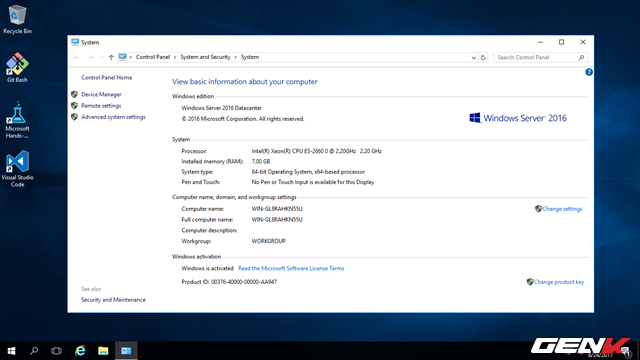 Recycle Bin
Git Bash
Microsoft
Hands-...
Visual Studio
Code
System
Control Panel
System and Security
System
Search Control Panel
Control Panel Home
Device Manager
Remote settings
Advanced system settings
See also
Security and Maintenance
View basic information about your computer
Windows edition
Windows Server 2016 Datacenter
© 2016 Microsoft Corporation. All rights reserved.
Windows Server® 2016
System
Processor: Intel(R) Xeon(R) CPU E5-2660 0 @ 2.20GHz 2.20 GHz
Installed memory (RAM): 7.00 GB
System type: 64-bit Operating System, x64-based processor
Pen and Touch: No Pen or Touch Input is available for this Display
Computer name, domain, and workgroup settings
Computer name: WIN-GL8RAHKN55U
Change settings
Full computer name: WIN-GL8RAHKN55U
Computer description:
Workgroup: WORKGROUP
Windows activation
Windows is activated Read the Microsoft Software License Terms
Product ID: 00376-40000-00000-AA947
Change product key
GENK